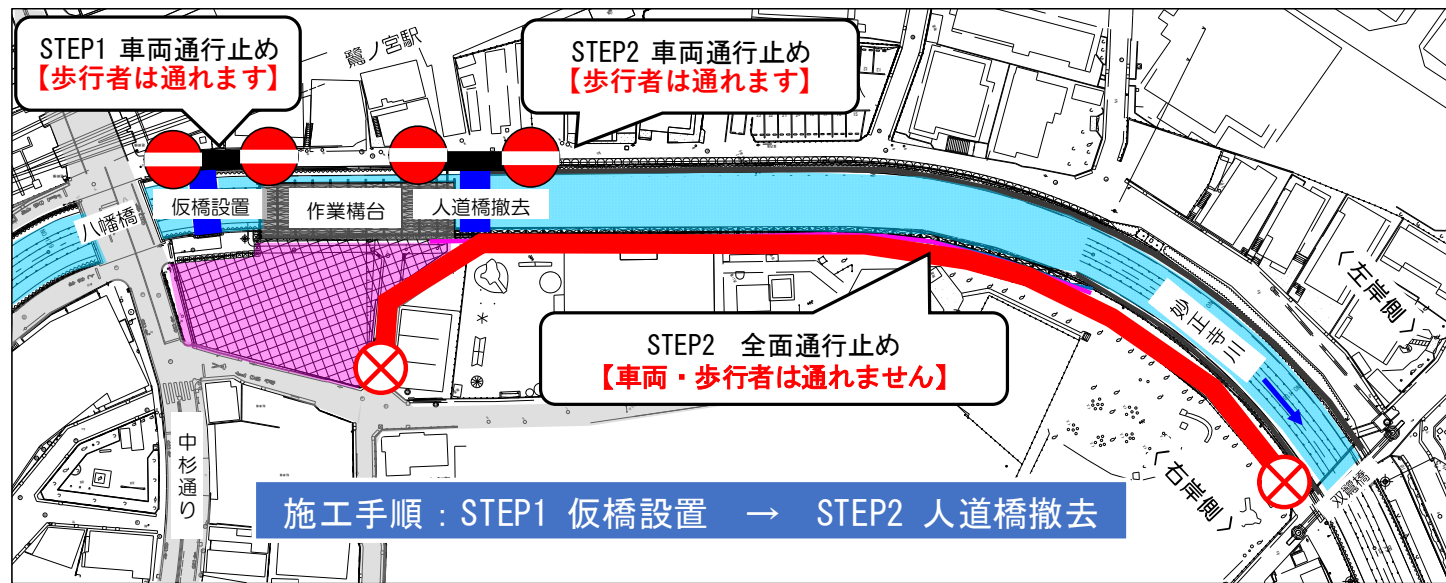 STEP1 車両通行止め
【歩行者は通れます】
鷺ノ宮駅
STEP2 車両通行止め
【歩行者は通れます】
八幡橋
仮橋設置
作業構台
人道橋撤去
＜左岸側＞
妙正寺川
STEP2　全面通行止め
【車両・歩行者は通れません】
中杉通り
＜右岸側＞
双鷺橋
施工手順：STEP1 仮橋設置　→　STEP2 人道橋撤去